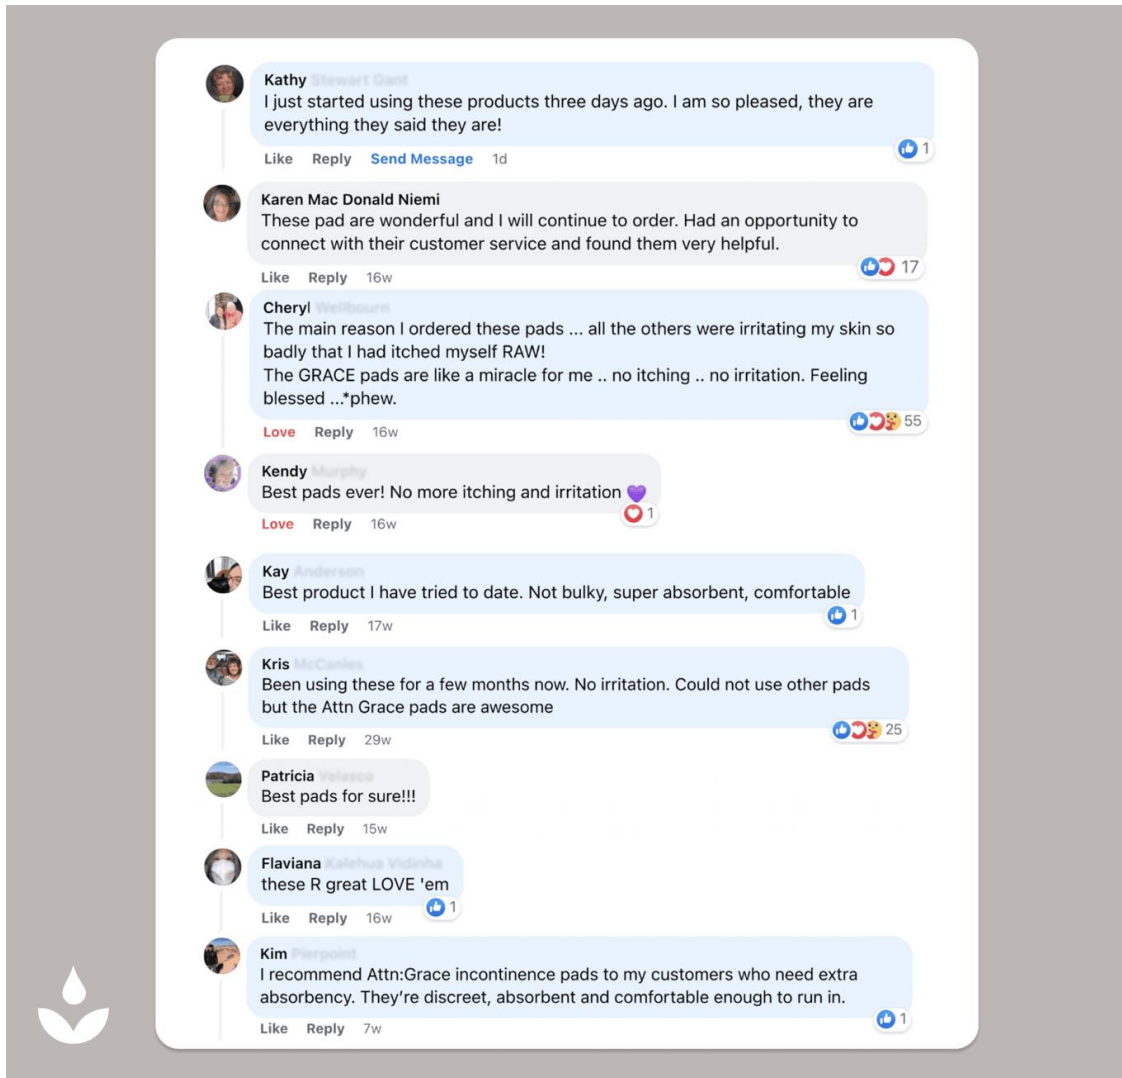 Kathy
I just started using these products three days ago. I am so pleased, they are
everything they said they are!
1
Like Reply Send Message 1d
Karen Mac Donald Niemi
These pad are wonderful and I will continue to order. Had an opportunity to
connect with their customer service and found them very helpful.
17
Like Reply 16w
Cheryl
The main reason I ordered these pads ... all the others were irritating my skin so
badly that I had itched myself RAW!
The GRACE pads are like a miracle for me .. no itching .. no irritation. Feeling
blessed ...*phew.
55
Love Reply 16w
Kendy
Best pads ever! No more itching and irritation 💜
1
Love Reply 16w
Kay
Best product I have tried to date. Not bulky, super absorbent, comfortable
1
Like Reply 17w
Kris
Been using these for a few months now. No irritation. Could not use other pads
but the Attn Grace pads are awesome
25
Like Reply 29w
Patricia
Best pads for sure!!!
Like Reply 15w
Flaviana
these R great LOVE 'em
1
Like Reply 16w
Kim
I recommend Attn:Grace incontinence pads to my customers who need extra
absorbency. They're discreet, absorbent and comfortable enough to run in.
1
Like Reply 7w